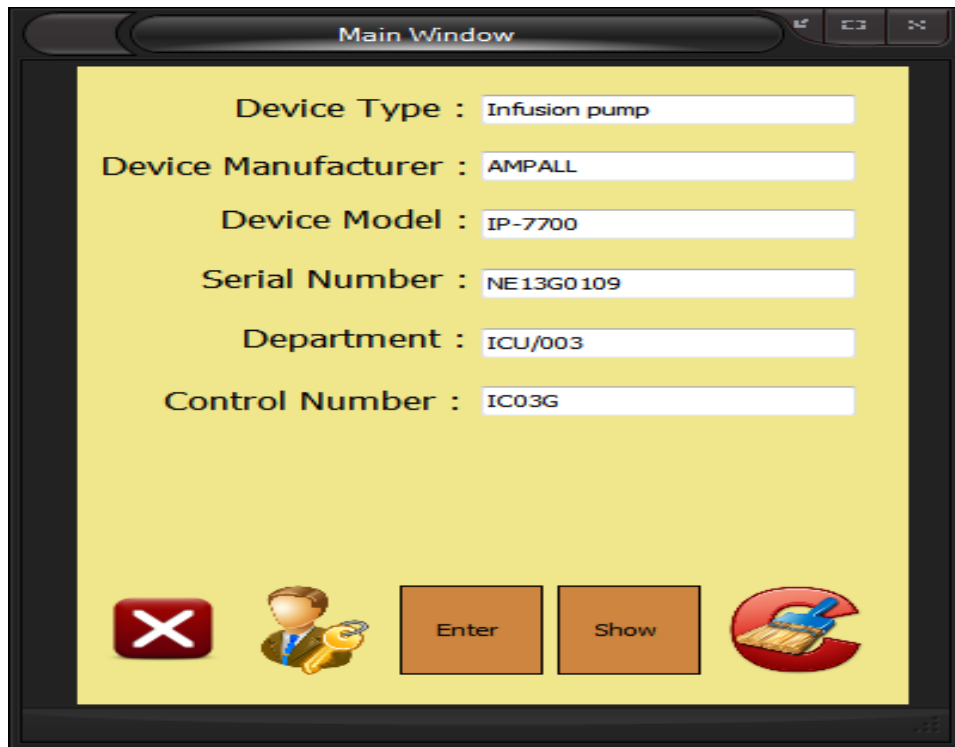 Main Window
Device Type : Infusion pump
Device Manufacturer : AMPALL
Device Model : IP-7700
Serial Number : NE13G0109
Department : ICU/003
Control Number : IC03G
Enter Show